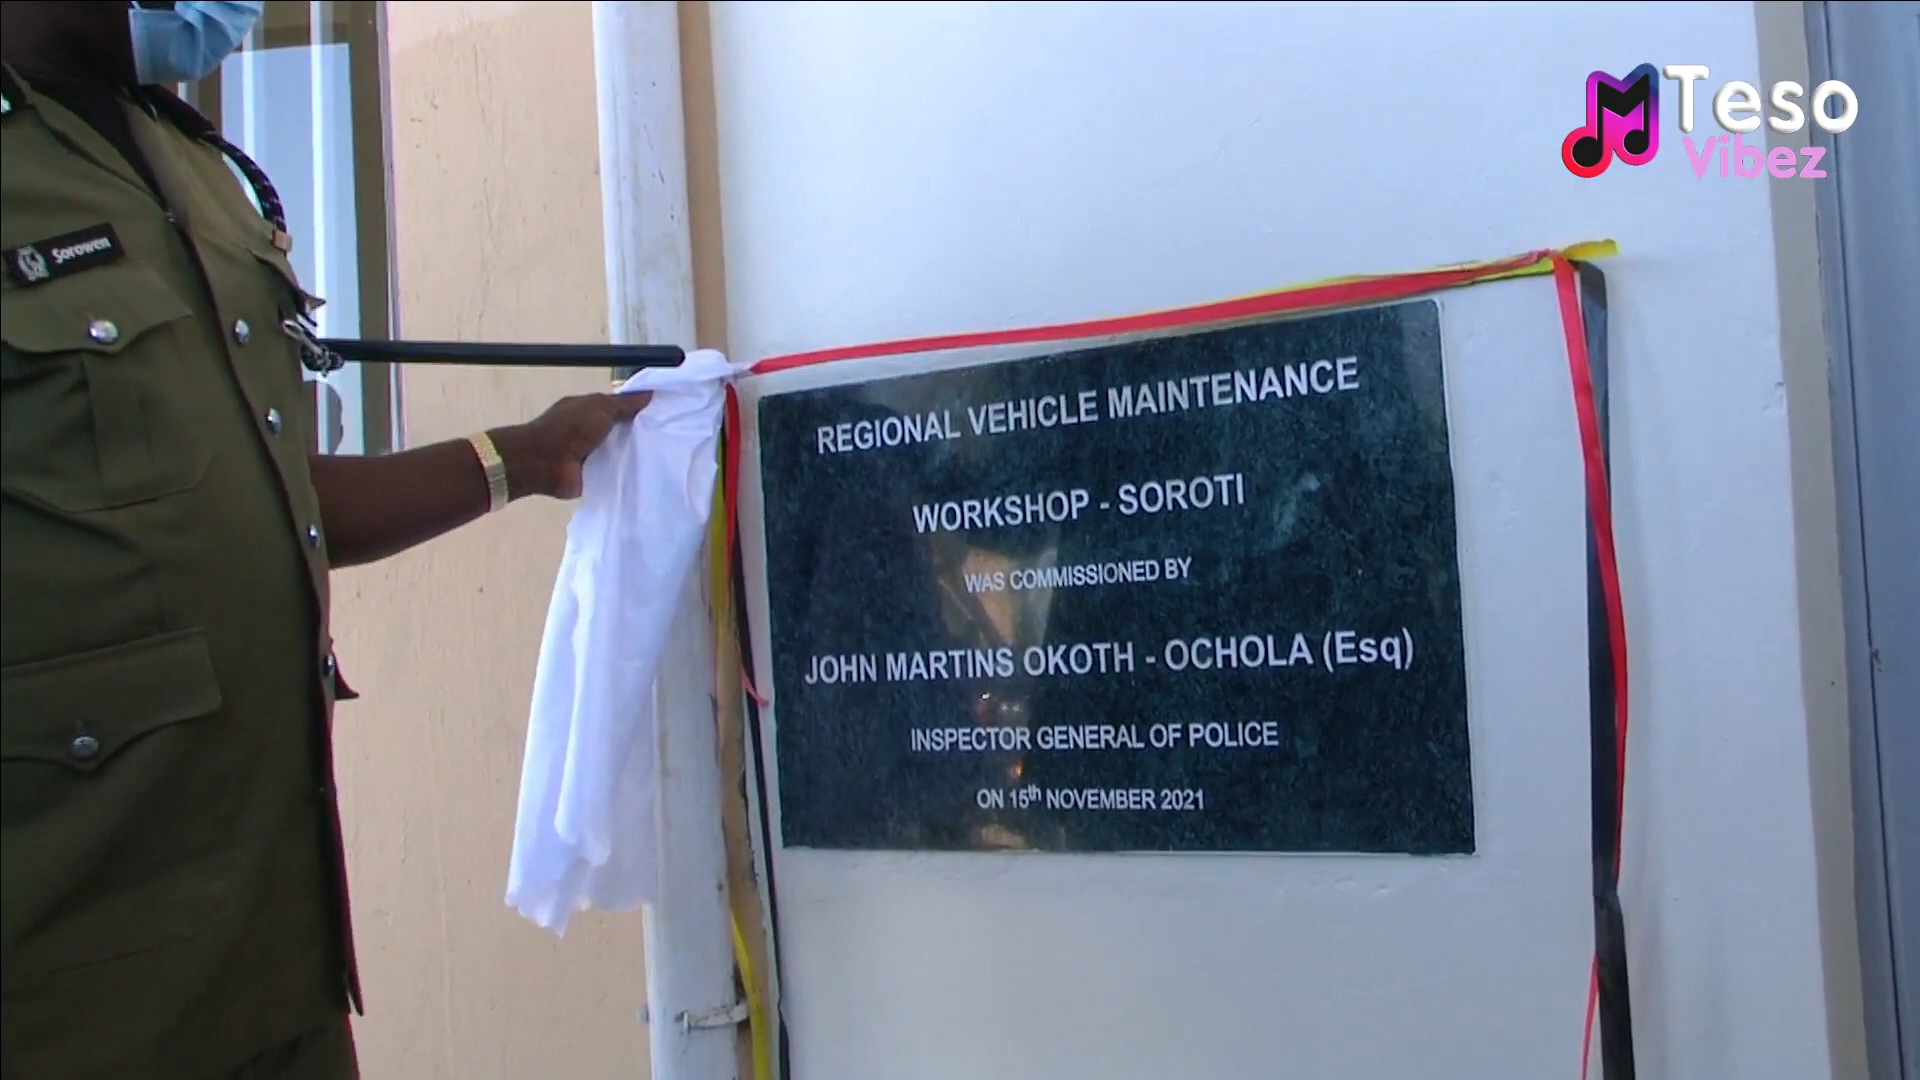 Teso
Vibez
Sorowen
REGIONAL VEHICLE MAINTENANCE
WORKSHOP - SOROTI
WAS COMMISSIONED BY
JOHN MARTINS OKOTH - OCHOLA (Esq)
INSPECTOR GENERAL OF POLICE
ON 15th NOVEMBER 2021